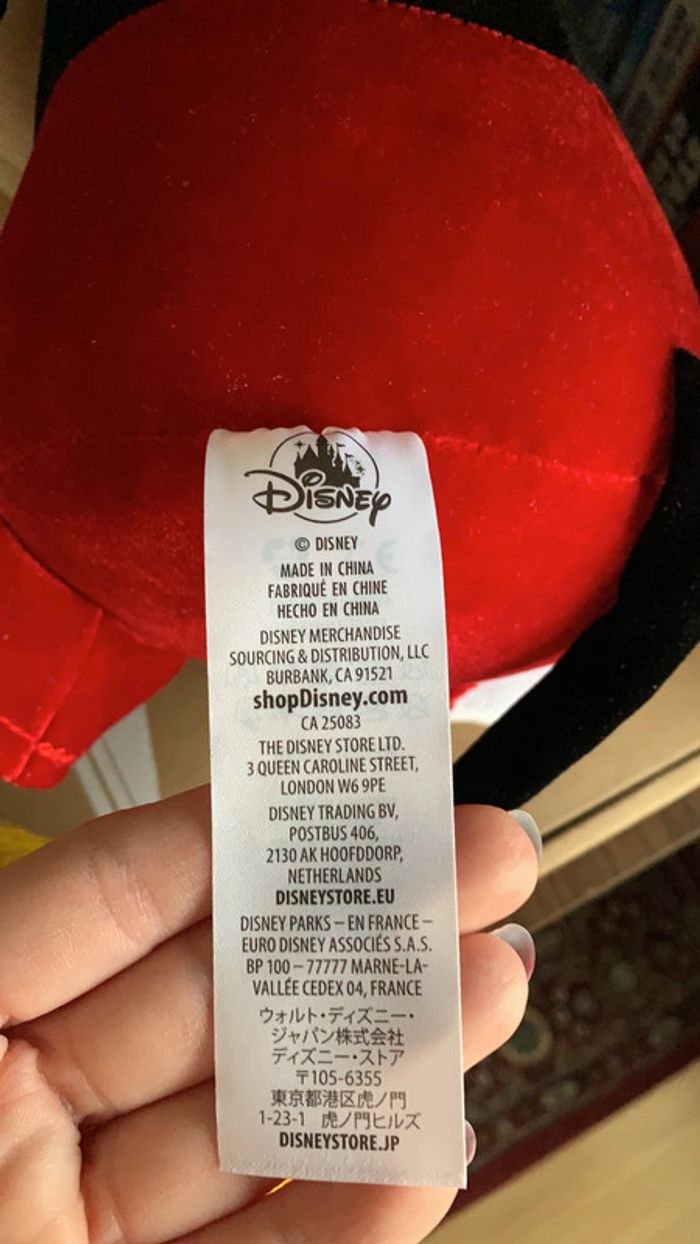 Disney
© DISNEY
MADE IN CHINA
FABRIQUÉ EN CHINE
HECHO EN CHINA
DISNEY MERCHANDISE
SOURCING & DISTRIBUTION, LLC
BURBANK, CA 91521
shopDisney.com
CA 25083
THE DISNEY STORE LTD.
3 QUEEN CAROLINE STREET,
LONDON W6 9PE
DISNEY TRADING BV,
POSTBUS 406,
2130 AK HOOFDDORP,
NETHERLANDS
DISNEYSTORE.EU
DISNEY PARKS – EN FRANCE –
EURO DISNEY ASSOCIÉS S.A.S.
BP 100 – 77777 MARNE-LA-
VALLÉE CEDEX 04, FRANCE
ウォルト・ディズニー・
ジャパン株式会社
ディズニー・ストア
〒105-6355
東京都港区虎ノ門
1-23-1 虎ノ門ヒルズ
DISNEYSTORE.JP